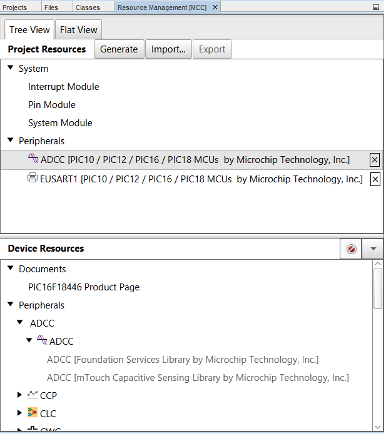 Projects Files Classes Resource Management [MCC] ×
Tree View Flat View
Project Resources Generate Import... Export
System
Interrupt Module
Pin Module
System Module
Peripherals
ADCC [PIC10 / PIC12 / PIC16 / PIC18 MCUs by Microchip Technology, Inc.]
EUSART1 [PIC10 / PIC12 / PIC16 / PIC18 MCUs by Microchip Technology, Inc.]
Device Resources
Documents
PIC16F18446 Product Page
Peripherals
ADCC
ADCC
ADCC [Foundation Services Library by Microchip Technology, Inc.]
ADCC [mTouch Capacitive Sensing Library by Microchip Technology, Inc.]
CCP
CLC
CWG